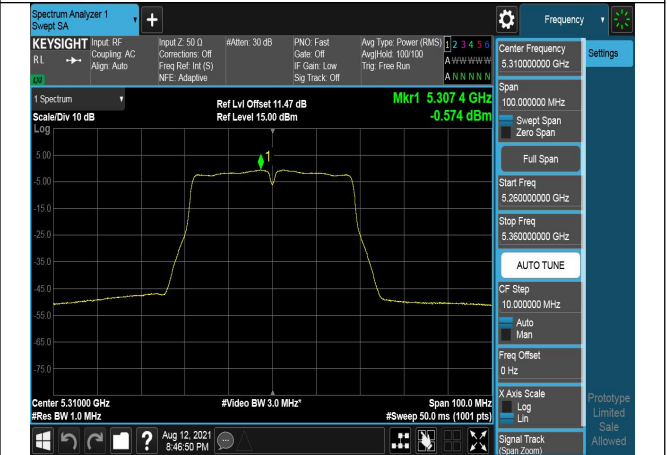 Spectrum Analyzer 1
Swept SA
+
Frequency
KEYSIGHT
RL
Input: RF
Coupling: AC
Align: Auto
Input Z: 50 Ω
Corrections: Off
Freq Ref: Int (S)
NFE: Adaptive
#Atten: 30 dB
PNO: Fast
Gate: Off
IF Gain: Low
Sig Track: Off
Avg Type: Power (RMS)
Avg|Hold: 100/100
Trig: Free Run
1 2 3 4 5 6
A W W W W W
A N N N N N
LXI
1 Spectrum
Scale/Div 10 dB
Log
Ref Lvl Offset 11.47 dB
Ref Level 15.00 dBm
Mkr1 5.307 4 GHz
-0.574 dBm
1
5.00
-5.00
-15.0
-25.0
-35.0
-45.0
-55.0
-65.0
-75.0
Center 5.31000 GHz
#Res BW 1.0 MHz
#Video BW 3.0 MHz*
Span 100.0 MHz
#Sweep 50.0 ms (1001 pts)
Center Frequency
5.310000000 GHz
Settings
Span
100.000000 MHz
Swept Span
Zero Span
Full Span
Start Freq
5.260000000 GHz
Stop Freq
5.360000000 GHz
AUTO TUNE
CF Step
10.000000 MHz
Auto
Man
Freq Offset
0 Hz
X Axis Scale
Log
Lin
Signal Track
(Span Zoom)
Prototype
Limited
Sale
Allowed
?
Aug 12, 2021
8:46:50 PM